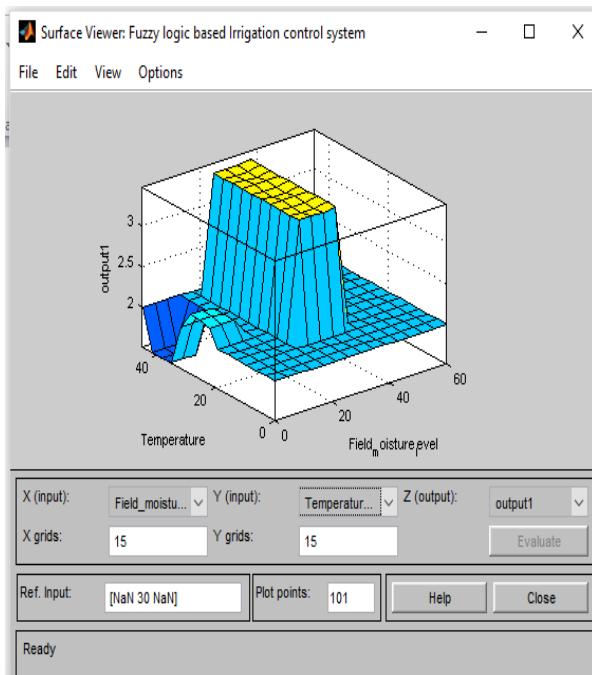 Surface Viewer: Fuzzy logic based Irrigation control system
File Edit View Options
3
2.5
2
output1
40
20
0
0
20
40
60
Temperature
Field_moisture_level
X (input): Field_moistu... Y (input): Temperatur... Z (output): output1
X grids: 15 Y grids: 15 Evaluate
Ref. Input: [NaN 30 NaN] Plot points: 101 Help Close
Ready